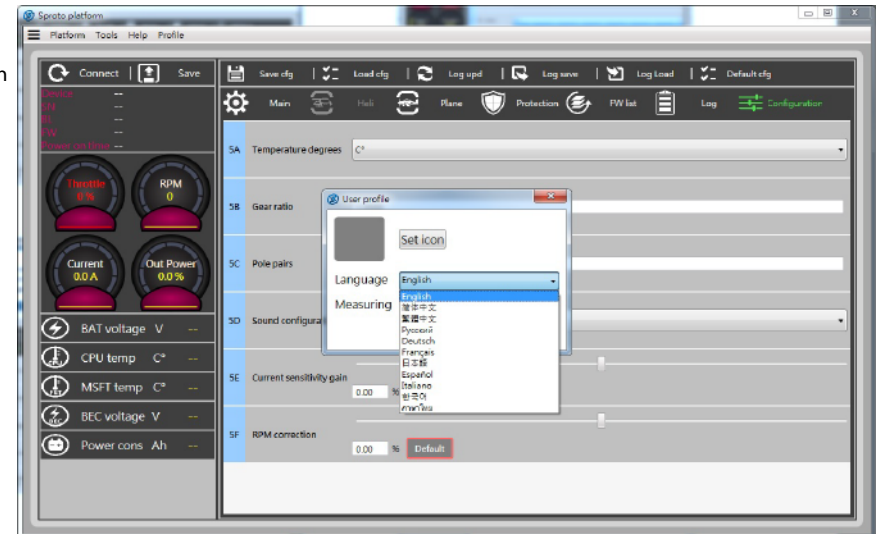 n
Sproto platform
Platform Tools Help Profile
Connect | Save
Save cfg | Load cfg | Log upd | Log save | Log Load | Default cfg
Device --
SN --
--
FW --
--
Main Heli Plane Protection FW list Log Configuration
Throttle
0 %
RPM
0
Current
0.0 A
Out Power
0.0 %
BAT voltage V --
CPU temp C° --
MSFT temp C° --
BEC voltage V --
Power cons Ah --
5A Temperature degrees C°
5B Gear ratio
5C Pole pairs
5D Sound configura
5E Current sensitivity gain
0.00 %
5F RPM correction
0.00 % Default
User profile
Set icon
Language English
Measuring
English
简体中文
繁體中文
Русский
Deutsch
Français
日本語
Español
Italiano
한국어
ภาษาไทย